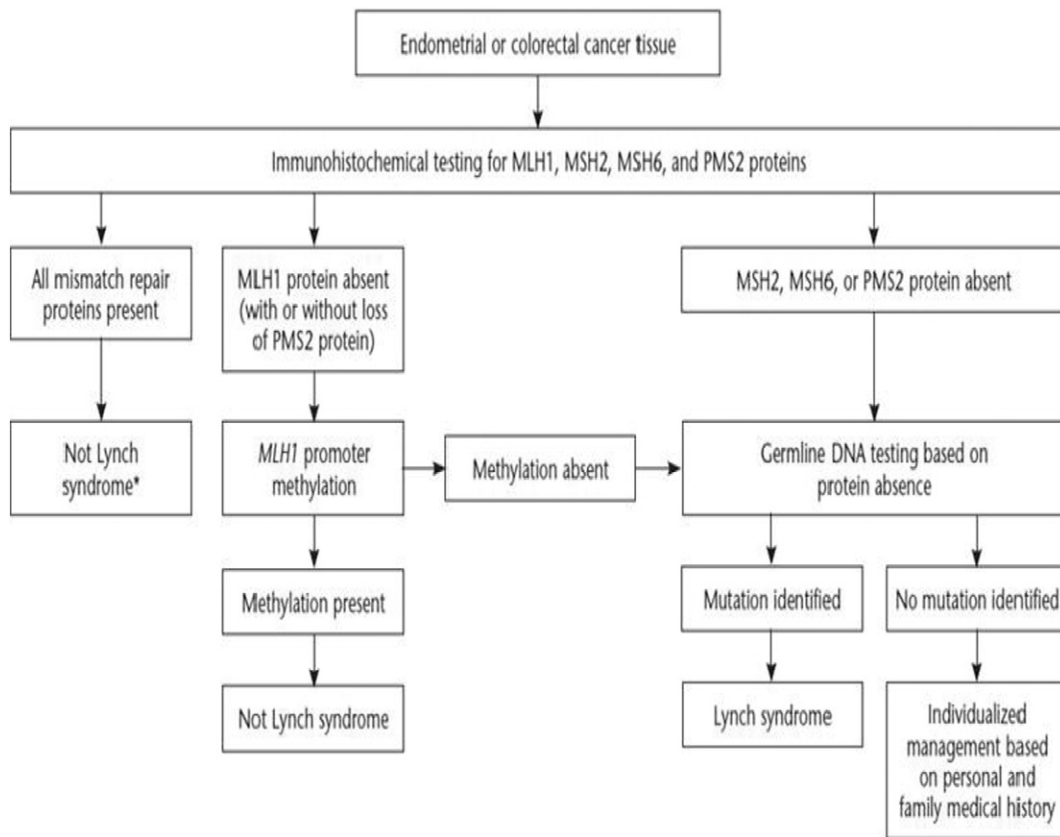 Endometrial or colorectal cancer tissue
Immunohistochemical testing for MLH1, MSH2, MSH6, and PMS2 proteins
All mismatch repair
proteins present
MLH1 protein absent
(with or without loss
of PMS2 protein)
MSH2, MSH6, or PMS2 protein absent
Not Lynch
syndrome*
MLH1 promoter
methylation
Methylation absent
Germline DNA testing based on
protein absence
Methylation present
Mutation identified
No mutation identified
Not Lynch syndrome
Lynch syndrome
Individualized
management based
on personal and
family medical history